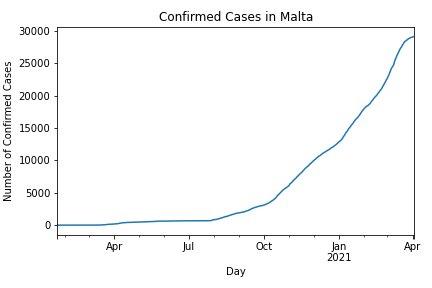 Confirmed Cases in Malta
30000
25000
20000
15000
10000
5000
0
Number of Confirmed Cases
Apr
Jul
Oct
Jan
2021
Apr
Day